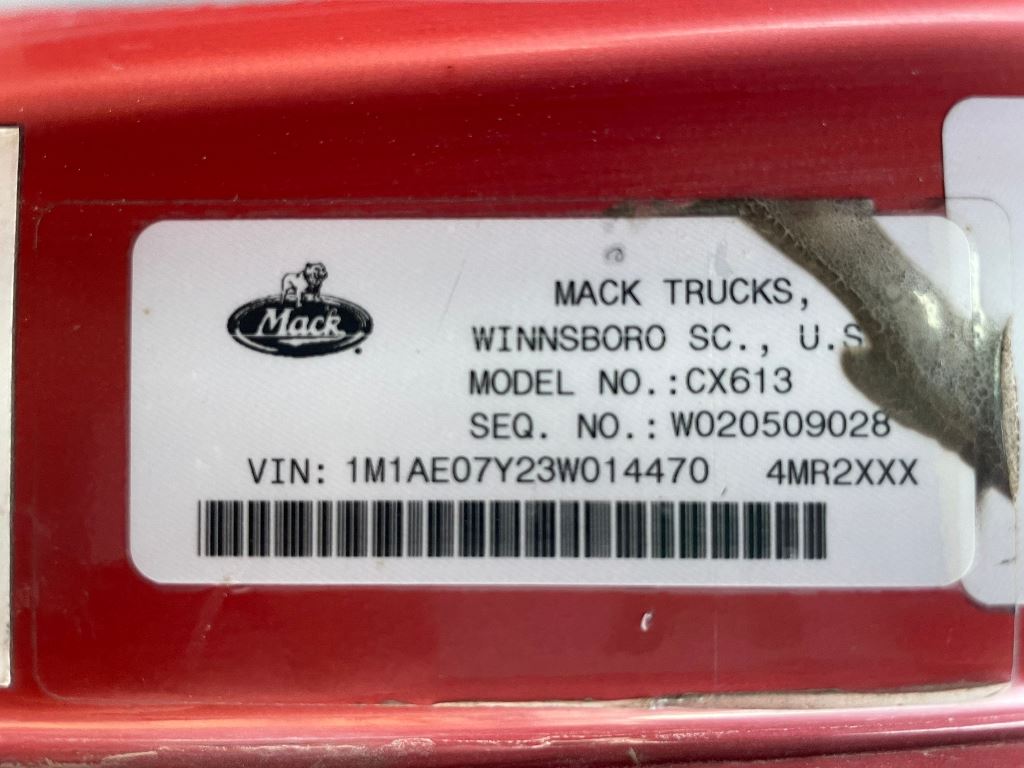 Mack
MACK TRUCKS,
WINNSBORO SC., U.S
MODEL NO.:CX613
SEQ. NO.:W020509028
VIN: 1M1AE07Y23W014470 4MR2XXX